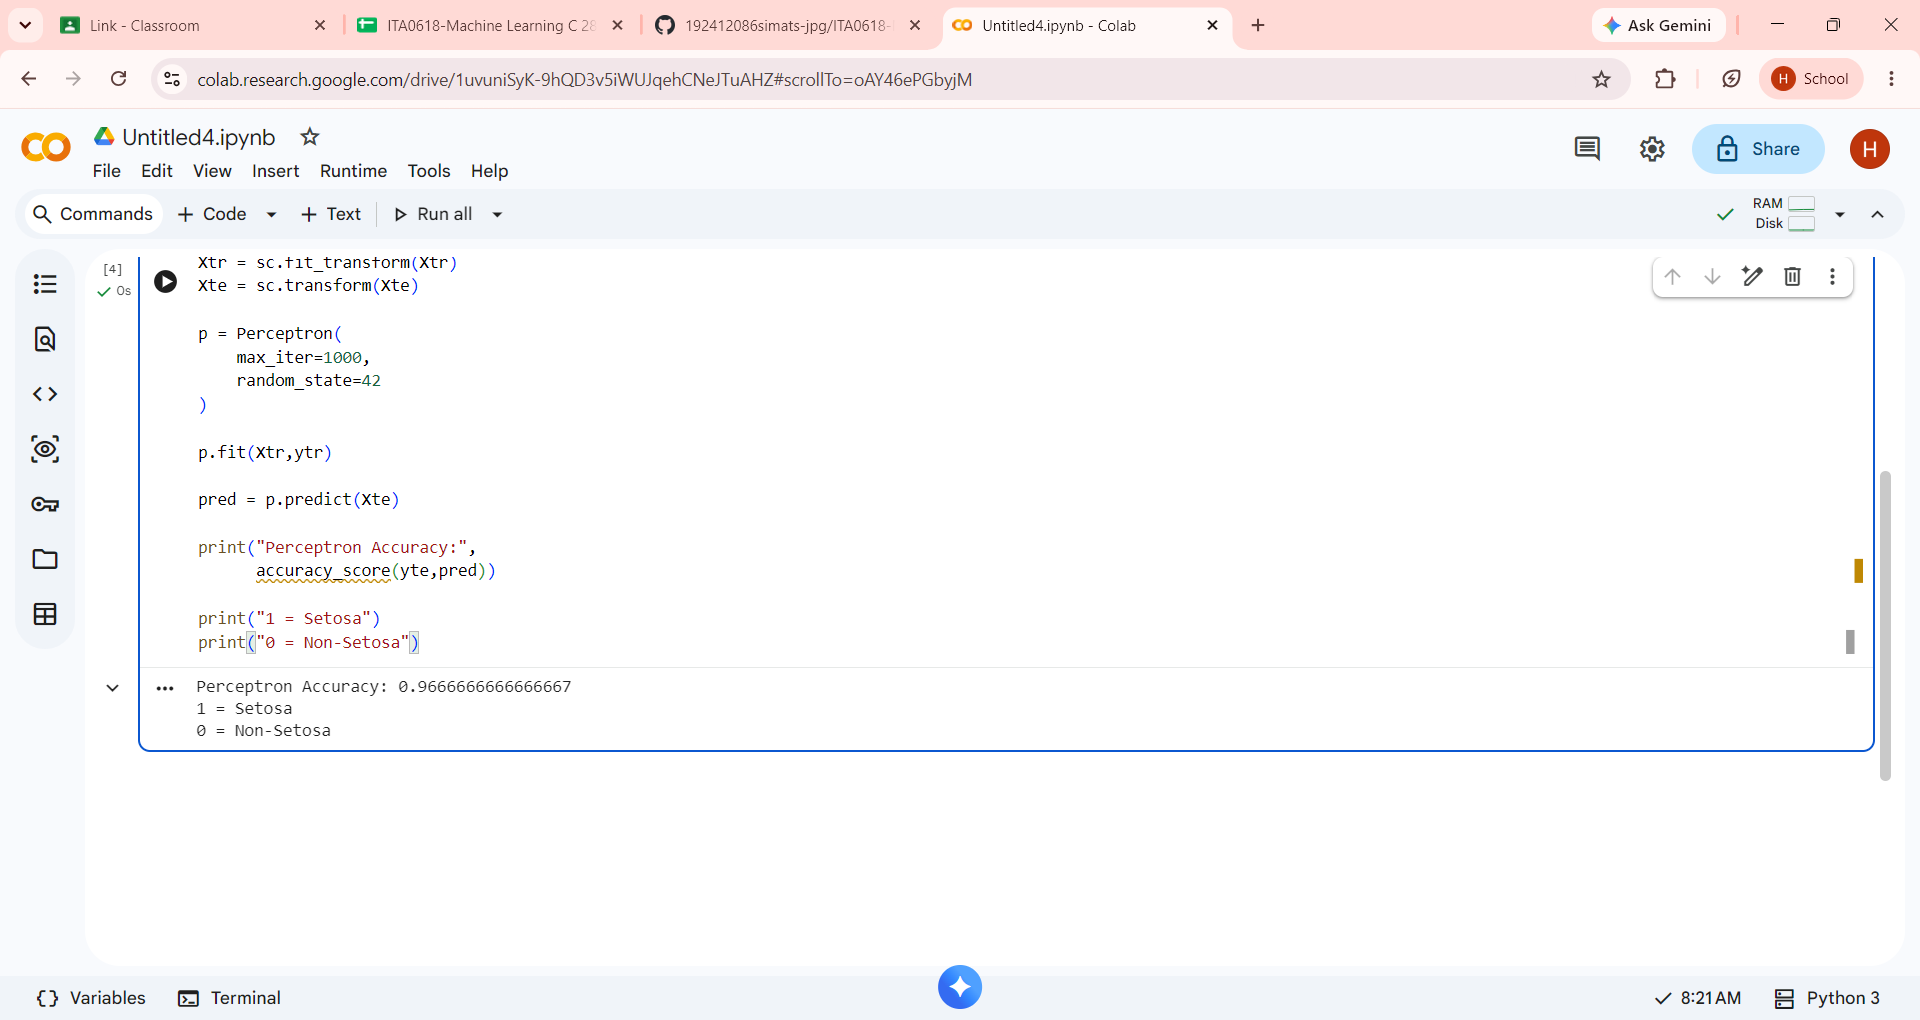 Link - Classroom
ITA0618-Machine Learning C 28
192412086simats-jpg/ITA0618-
Untitled4.ipynb - Colab
Ask Gemini
colab.research.google.com/drive/1uvuniSyK-9hQD3v5iWUJqehCNeJTuAHZ#scrollTo=oAY46ePGbyjM
H
School
Untitled4.ipynb
File Edit View Insert Runtime Tools Help
Share
H
Commands
+ Code
+ Text
Run all
RAM
Disk
[4]
0s
Xtr = sc.fit_transform(Xtr)
Xte = sc.transform(Xte)
p = Perceptron(
max_iter=1000,
random_state=42
)
p.fit(Xtr,ytr)
pred = p.predict(Xte)
print("Perceptron Accuracy:",
accuracy_score(yte,pred))
print("1 = Setosa")
print("0 = Non-Setosa")
Perceptron Accuracy: 0.9666666666666667
1 = Setosa
0 = Non-Setosa
{} Variables
Terminal
8:21 AM
Python 3